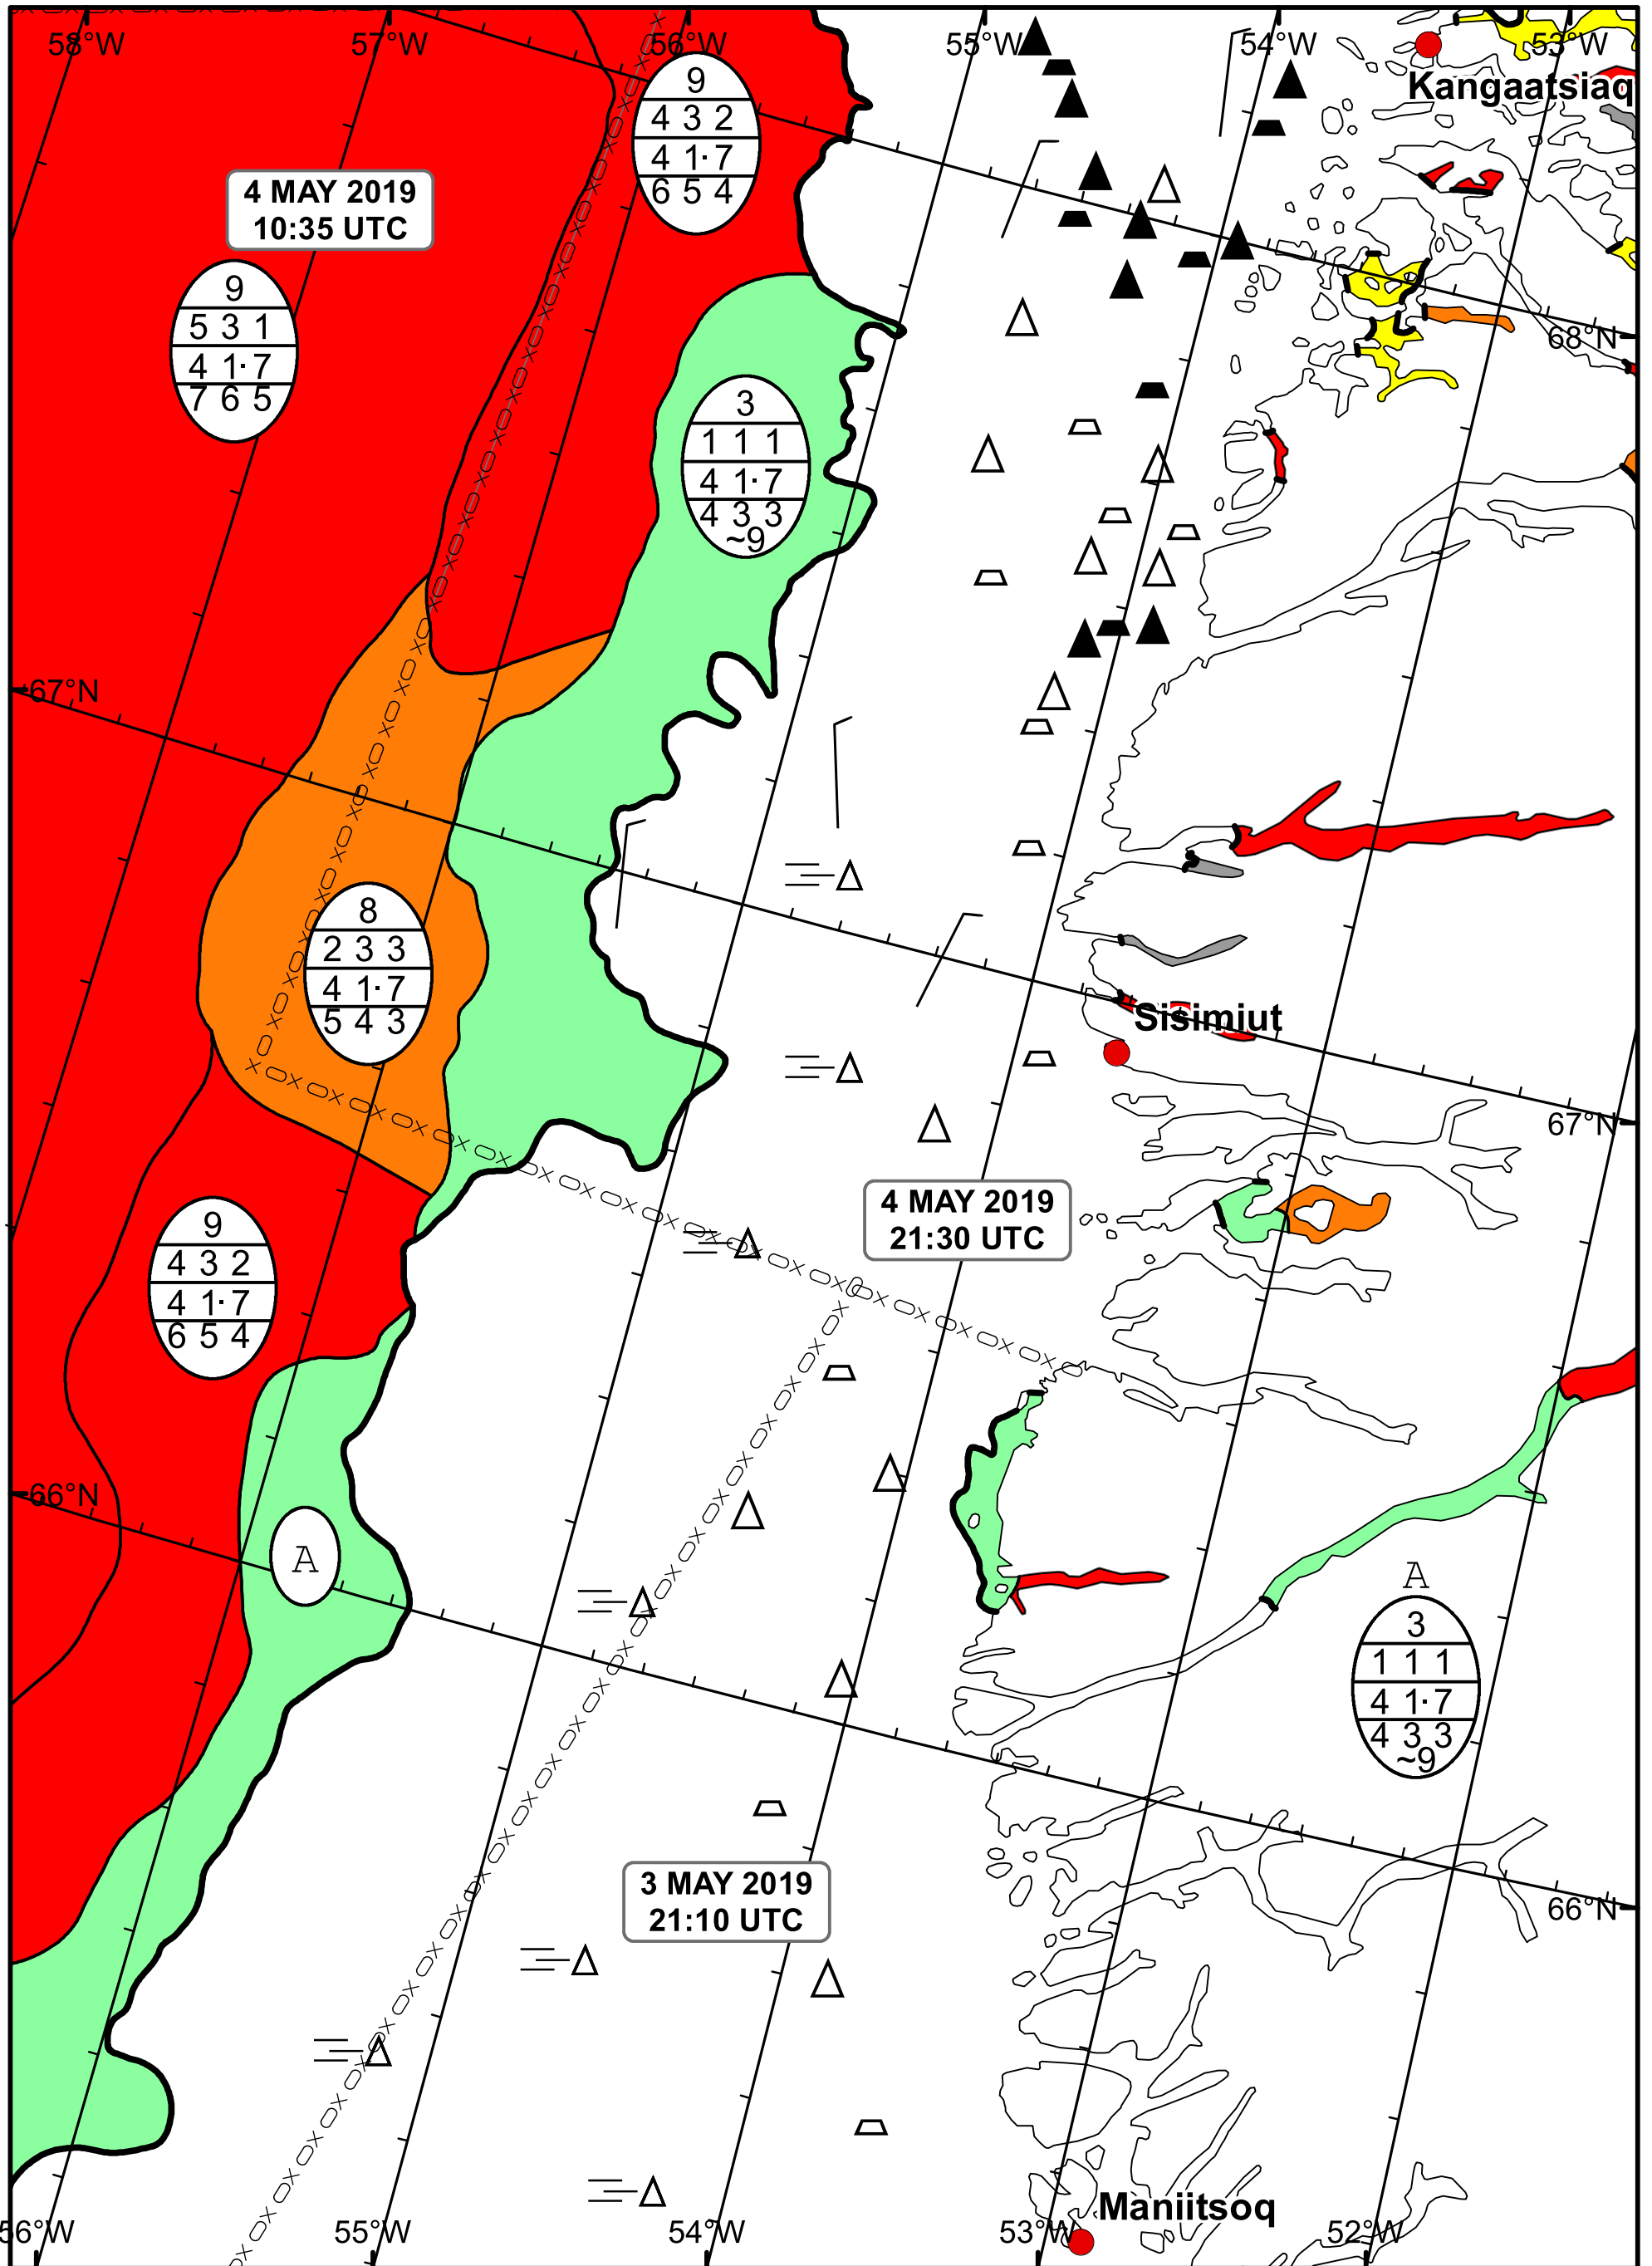 58°W
57°W
56°W
55°W
54°W
53°W
Kangaatsiaq
9
4 3 2
4 1· 7
6 5 4
4 MAY 2019
10:35 UTC
9
5 3 1
4 1· 7
7 6 5
68°N
3
1 1 1
4 1· 7
4 3 3
~9
67°N
8
2 3 3
4 1· 7
5 4 3
Sisimiut
67°N
4 MAY 2019
21:30 UTC
9
4 3 2
4 1· 7
6 5 4
66°N
A
A
3
1 1 1
4 1· 7
4 3 3
~9
3 MAY 2019
21:10 UTC
66°N
Maniitsoq
56°W
55°W
54°W
53°W
52°W